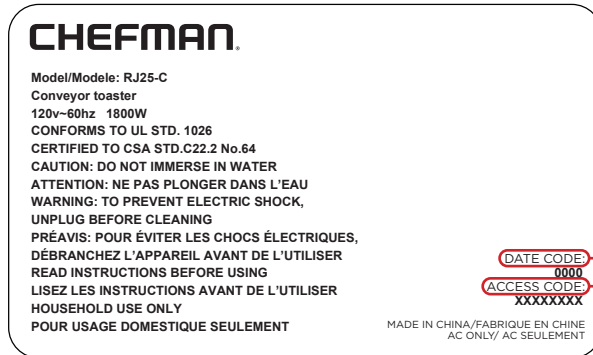 CHEFMAN®
Model/Modele: RJ25-C
Conveyor toaster
120v~60hz 1800W
CONFORMS TO UL STD. 1026
CERTIFIED TO CSA STD.C22.2 No.64
CAUTION: DO NOT IMMERSE IN WATER
ATTENTION: NE PAS PLONGER DANS L'EAU
WARNING: TO PREVENT ELECTRIC SHOCK,
UNPLUG BEFORE CLEANING
PRÉAVIS: POUR ÉVITER LES CHOCS ÉLECTRIQUES,
DÉBRANCHEZ L'APPAREIL AVANT DE L'UTILISER
READ INSTRUCTIONS BEFORE USING
LISEZ LES INSTRUCTIONS AVANT DE L'UTILISER
HOUSEHOLD USE ONLY
POUR USAGE DOMESTIQUE SEULEMENT
DATE CODE:
0000
ACCESS CODE:
XXXXXXXX
MADE IN CHINA/FABRIQUE EN CHINE
AC ONLY/ AC SEULEMENT